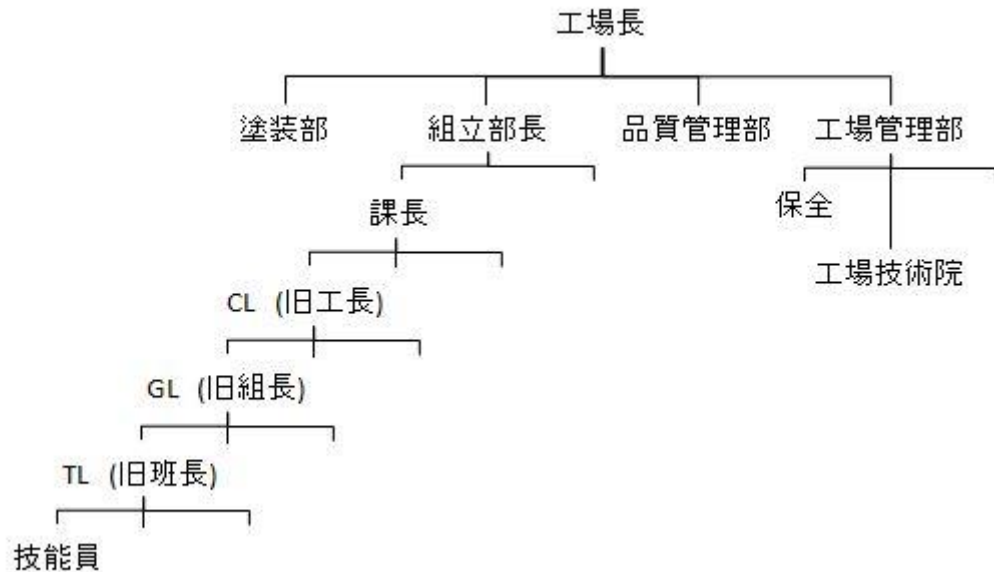 工場長
塗装部 組立部長 品質管理部 工場管理部
保全
課長
工場技術院
CL (旧工長)
GL (旧組長)
TL (旧班長)
技能員